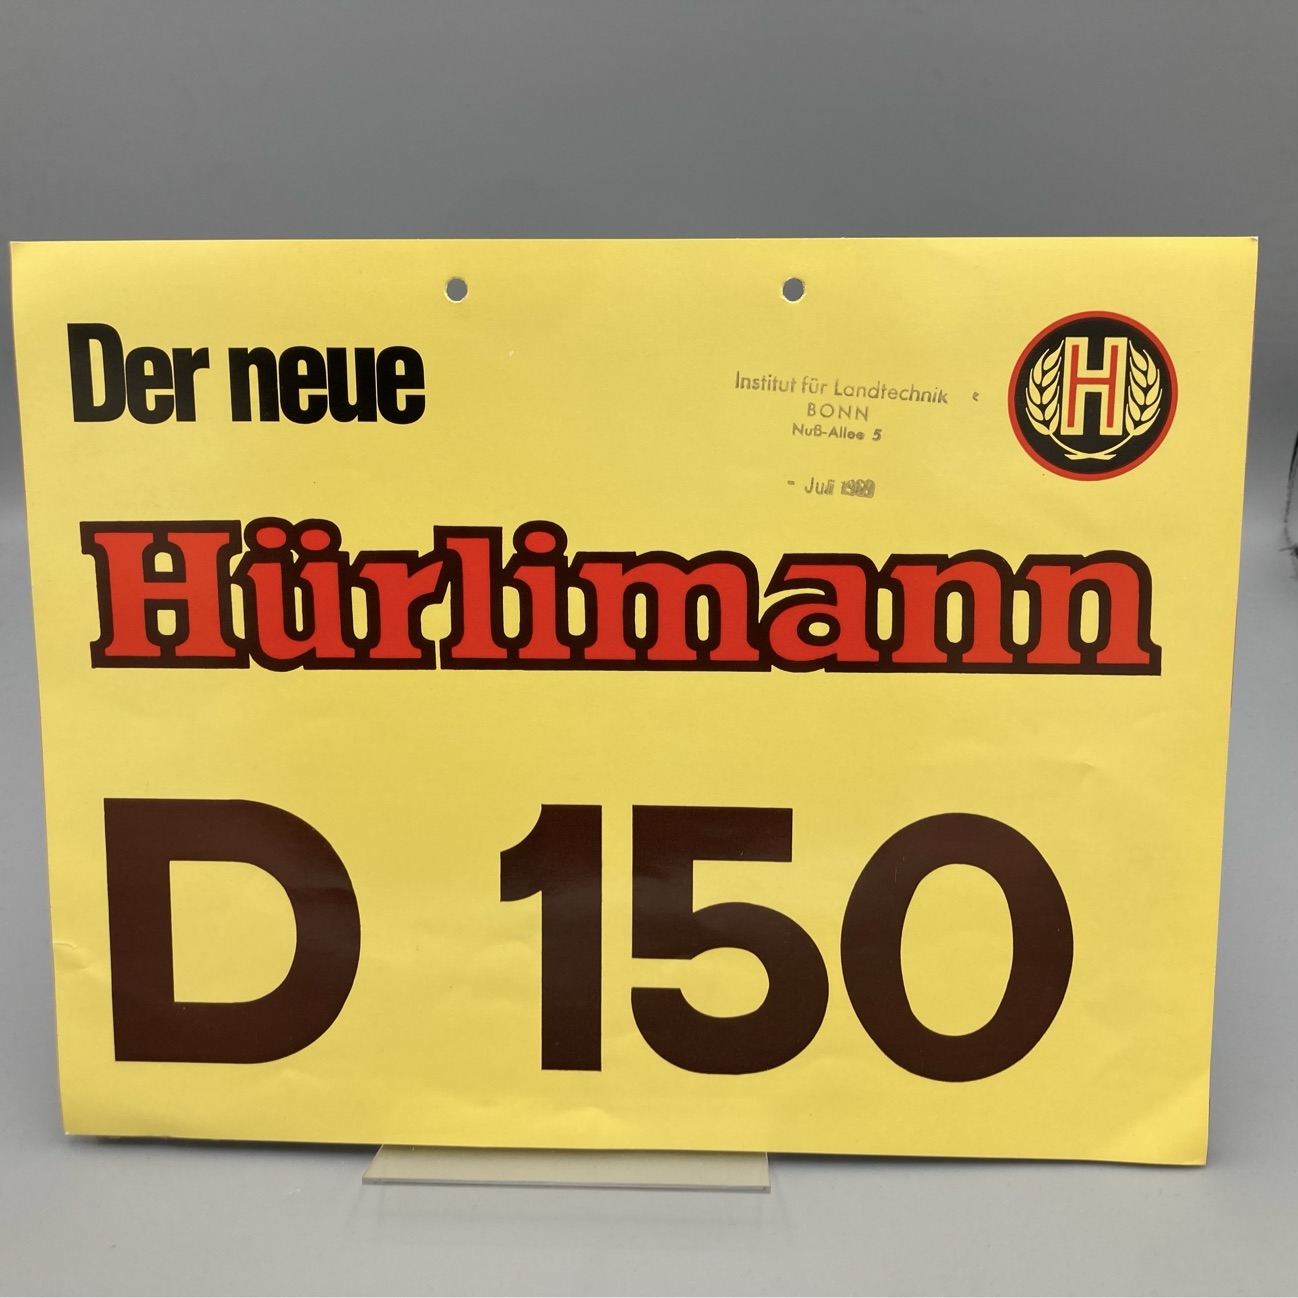 Der neue
H
Institut für Landtechnik
BONN
Nuß-Allee 5
- Juli
Hürlimann
D 150